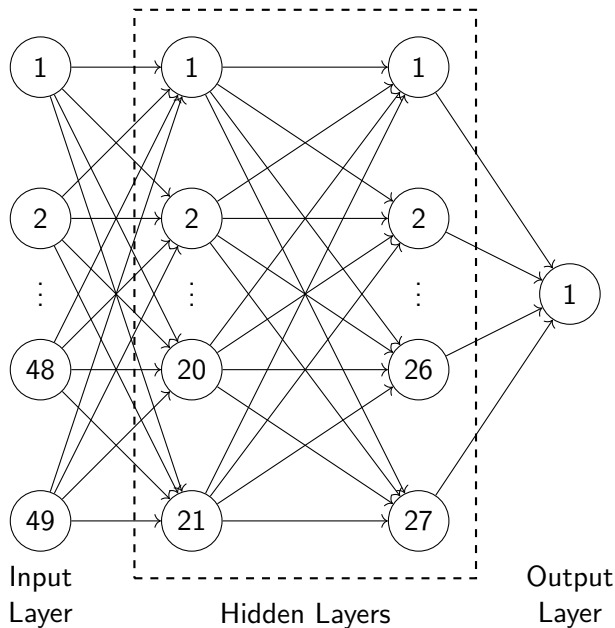 1 1 1
2 2 2
⋮ ⋮ ⋮
1
48 20 26
49 21 27
Input
Layer
Hidden Layers
Output
Layer